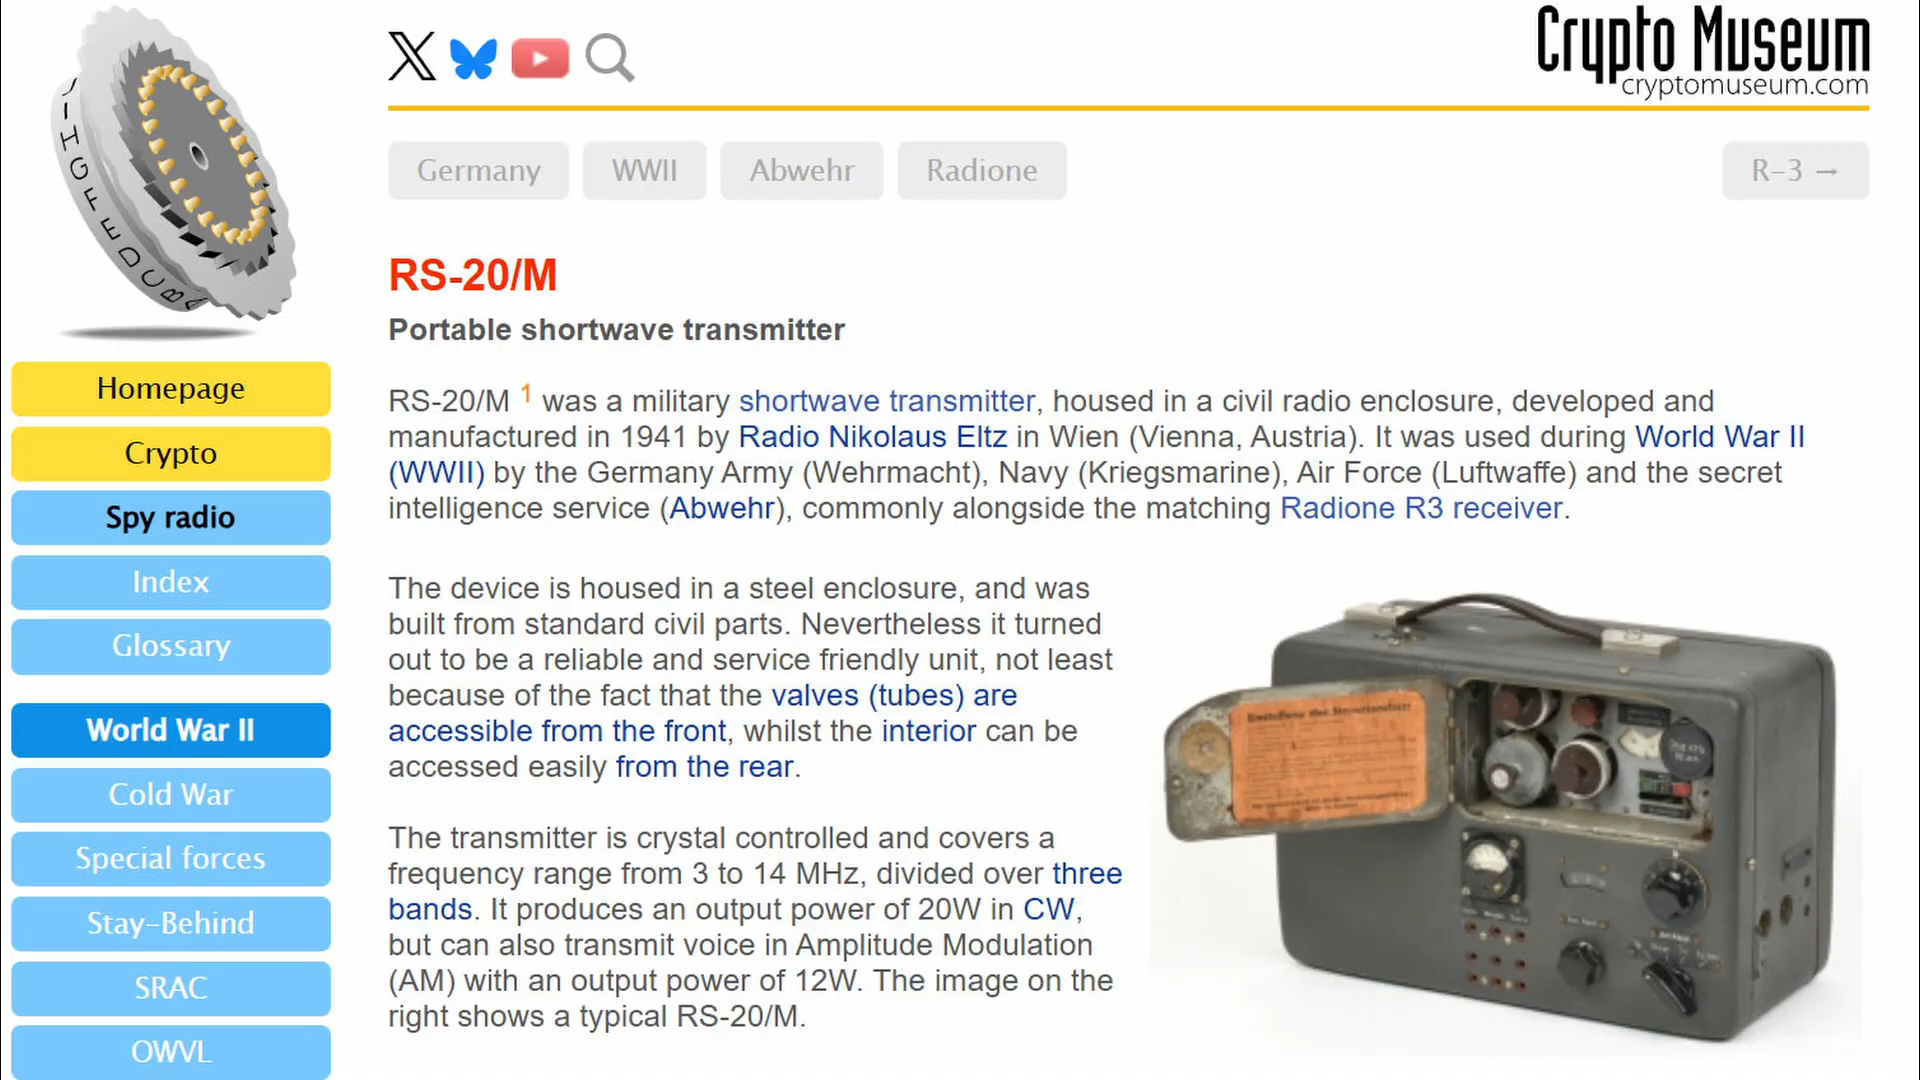 Crypto Museum
cryptomuseum.com
J I H G F E D C B A
Germany
WWII
Abwehr
Radione
R-3 →
RS-20/M
Portable shortwave transmitter
RS-20/M 1 was a military shortwave transmitter, housed in a civil radio enclosure, developed and
manufactured in 1941 by Radio Nikolaus Eltz in Wien (Vienna, Austria). It was used during World War II
(WWII) by the Germany Army (Wehrmacht), Navy (Kriegsmarine), Air Force (Luftwaffe) and the secret
intelligence service (Abwehr), commonly alongside the matching Radione R3 receiver.
The device is housed in a steel enclosure, and was
built from standard civil parts. Nevertheless it turned
out to be a reliable and service friendly unit, not least
because of the fact that the valves (tubes) are
accessible from the front, whilst the interior can be
accessed easily from the rear.
The transmitter is crystal controlled and covers a
frequency range from 3 to 14 MHz, divided over three
bands. It produces an output power of 20W in CW,
but can also transmit voice in Amplitude Modulation
(AM) with an output power of 12W. The image on the
right shows a typical RS-20/M.
Homepage
Crypto
Spy radio
Index
Glossary
World War II
Cold War
Special forces
Stay-Behind
SRAC
OWVL